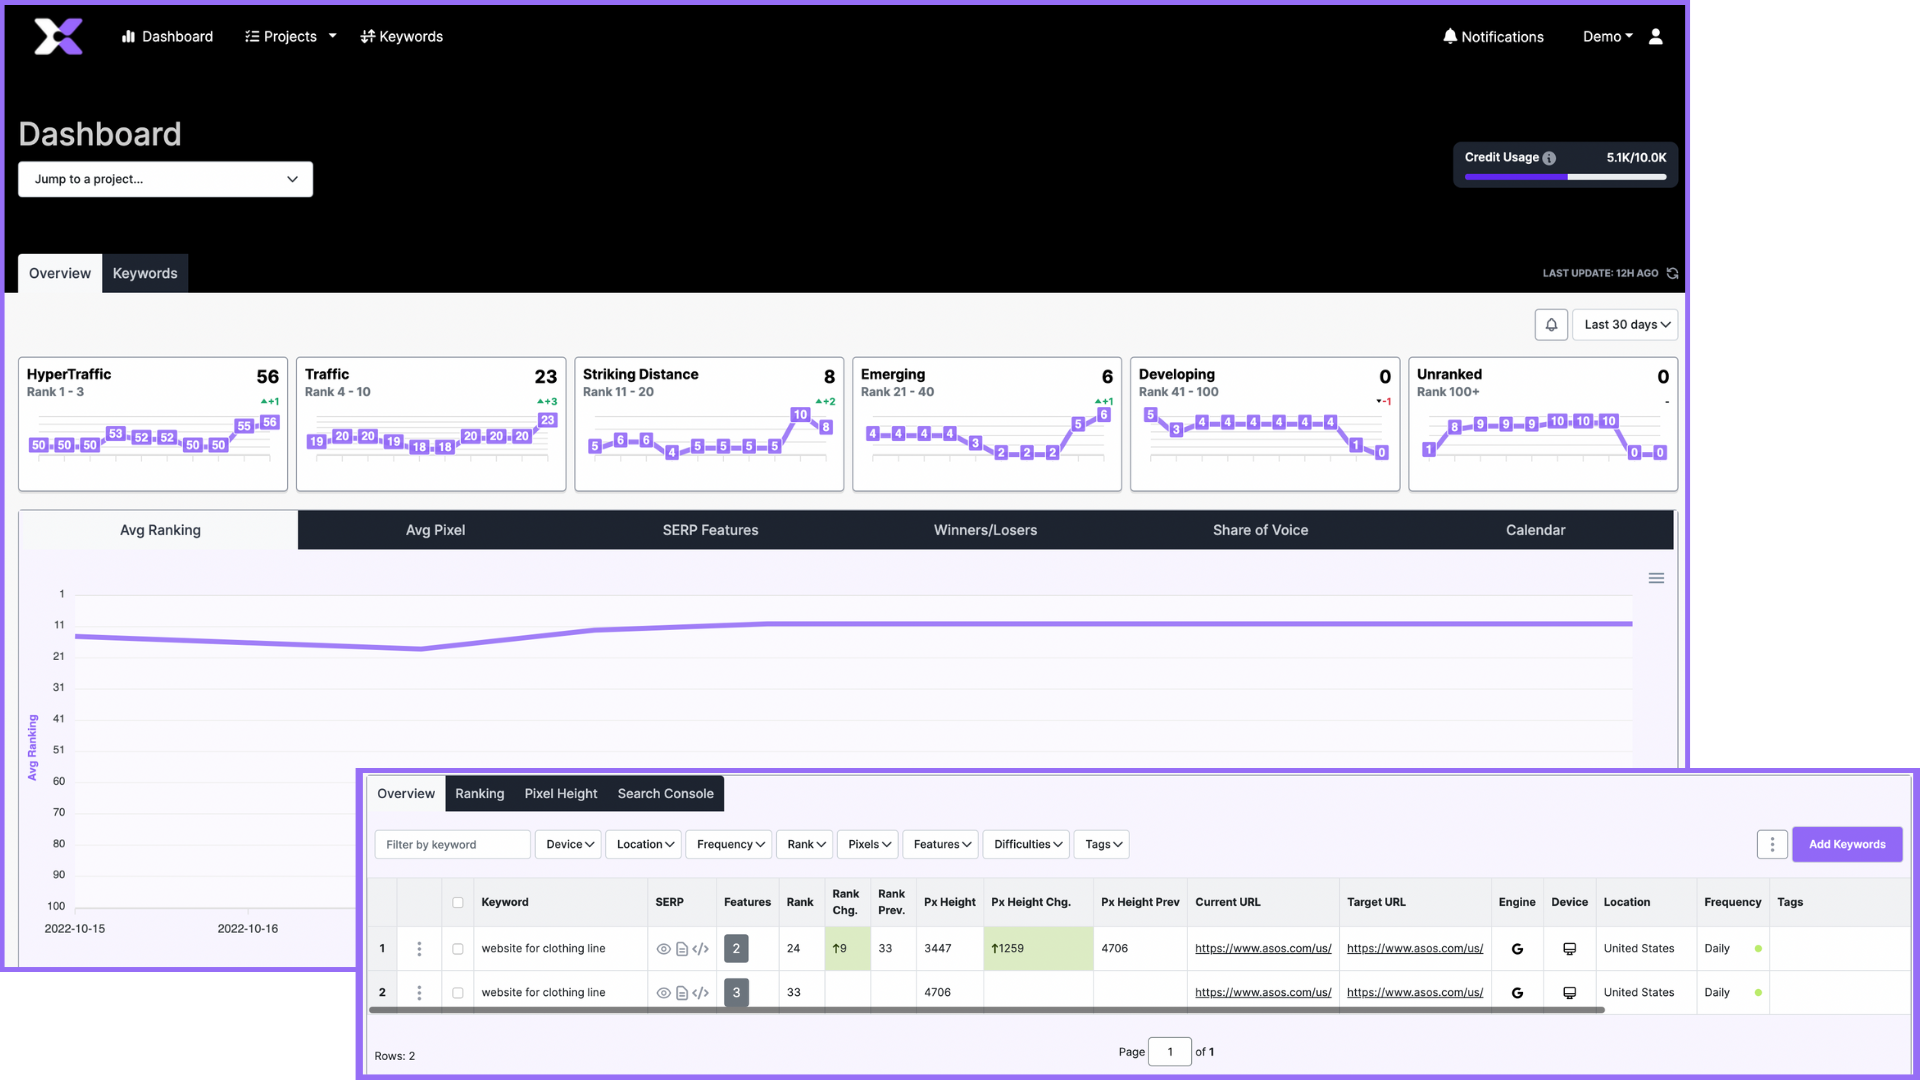 Dashboard Projects Keywords Notifications Demo
Dashboard
Jump to a project...
Credit Usage 5.1K/10.0K
Overview Keywords
LAST UPDATE: 12H AGO
Last 30 days
HyperTraffic 56
Rank 1 - 3
+1
50 50 50 53 52 52 50 50 55 56
Traffic 23
Rank 4 - 10
+3
19 20 20 19 18 18 20 20 20 23
Striking Distance 8
Rank 11 - 20
+2
5 6 6 4 5 5 5 5 10 8
Emerging 6
Rank 21 - 40
+1
4 4 4 4 3 2 2 2 5 6
Developing 0
Rank 41 - 100
-1
5 3 4 4 4 4 4 4 1 0
Unranked 0
Rank 100+
-
1 8 9 9 9 10 10 10 0 0
Avg Ranking Avg Pixel SERP Features Winners/Losers Share of Voice Calendar
Avg Ranking
1
11
21
31
41
51
60
70
80
90
100
2022-10-15 2022-10-16
Overview Ranking Pixel Height Search Console
Filter by keyword Device Location Frequency Rank Pixels Features Difficulties Tags Add Keywords
Keyword SERP Features Rank Rank Chg. Rank Prev. Px Height Px Height Chg. Px Height Prev Current URL Target URL Engine Device Location Frequency Tags
1 website for clothing line 2 24 ↑9 33 3447 ↑1259 4706 https://www.asos.com/us/ https://www.asos.com/us/ G United States Daily
2 website for clothing line 3 33 4706 https://www.asos.com/us/ https://www.asos.com/us/ G United States Daily
Rows: 2
Page 1 of 1